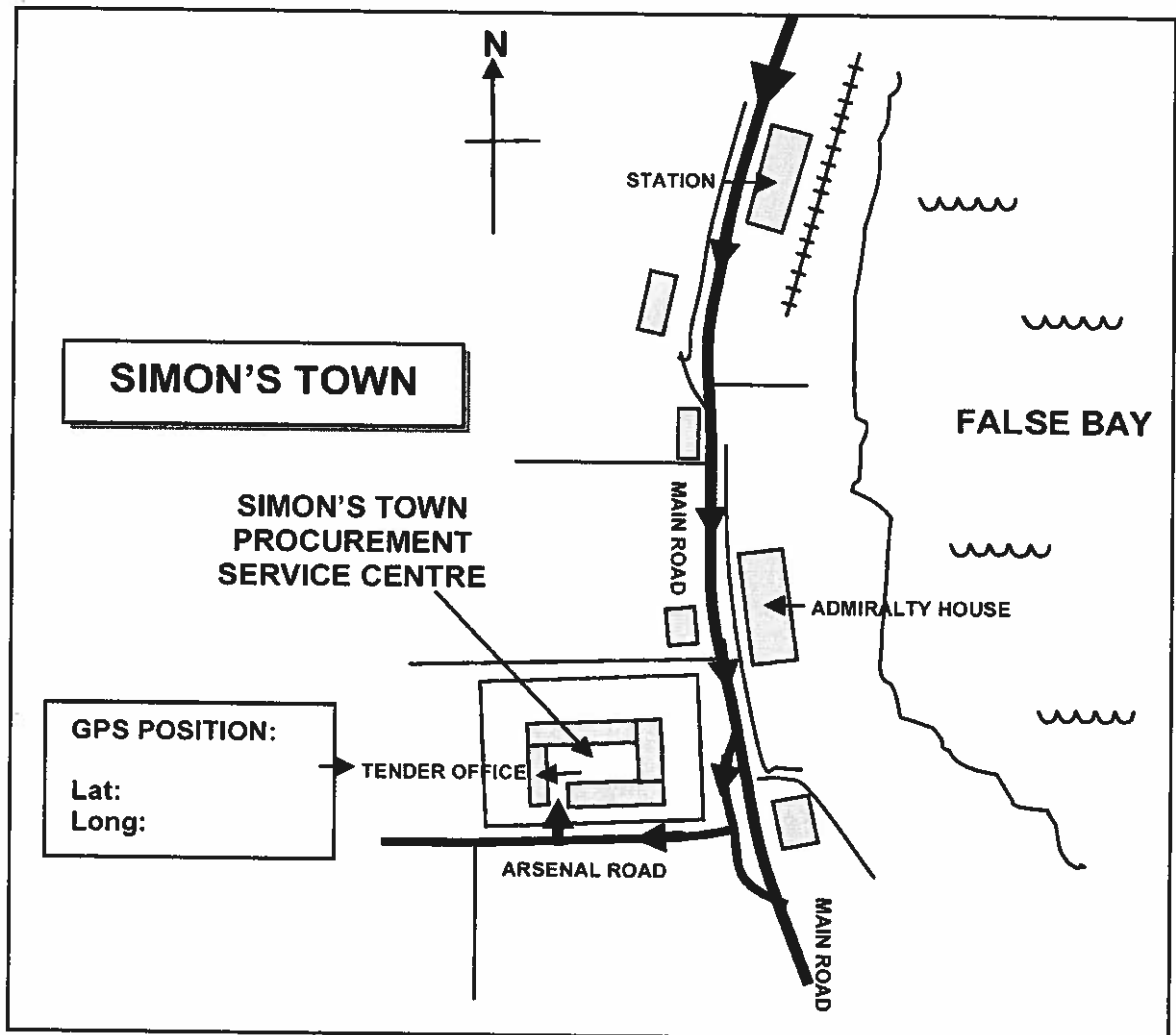 N
STATION
SIMON'S TOWN
FALSE BAY
SIMON'S TOWN
PROCUREMENT
SERVICE CENTRE
MAIN ROAD
ADMIRALTY HOUSE
GPS POSITION:
Lat:
Long:
TENDER OFFICE
ARSENAL ROAD
MAIN ROAD